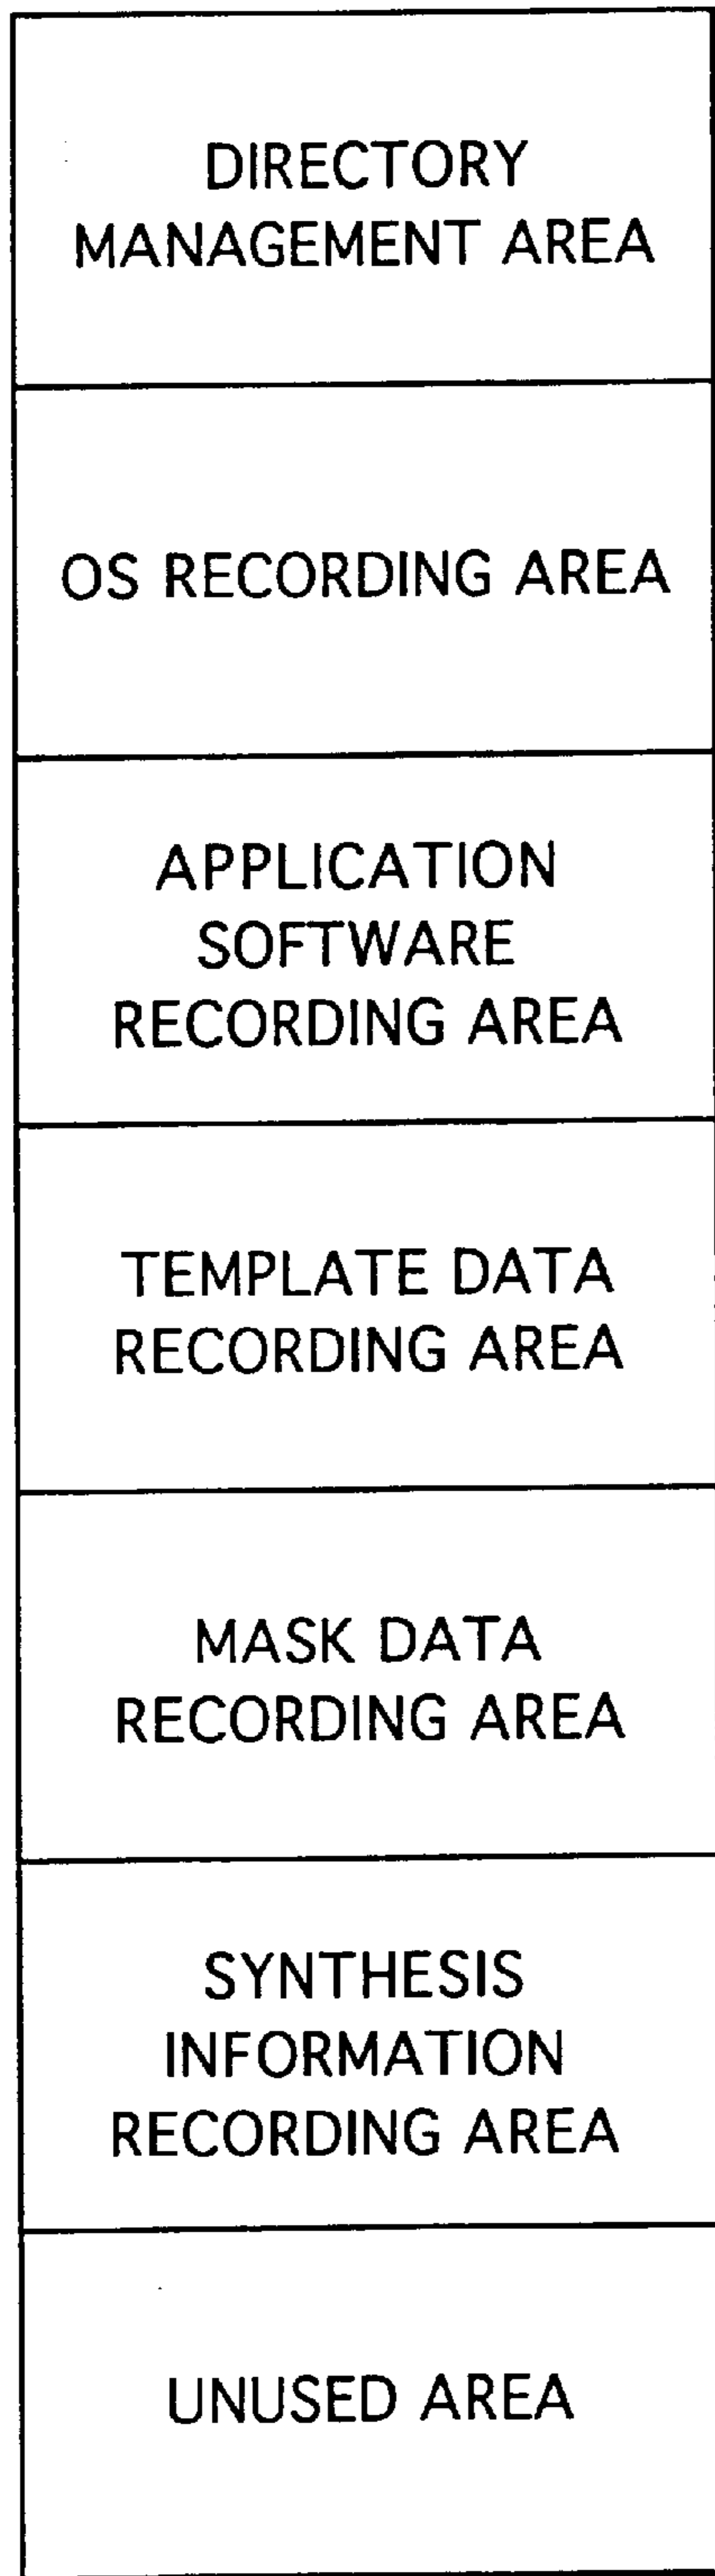 DIRECTORY
MANAGEMENT AREA
OS RECORDING AREA
APPLICATION
SOFTWARE
RECORDING AREA
TEMPLATE DATA
RECORDING AREA
MASK DATA
RECORDING AREA
SYNTHESIS
INFORMATION
RECORDING AREA
UNUSED AREA